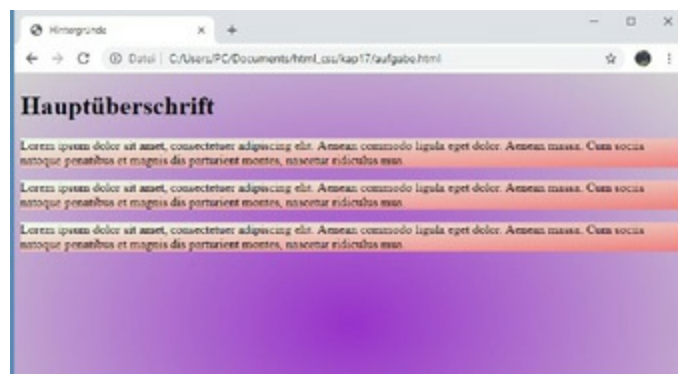 Hintergründe
Datei | C:/Users/PC/Documents/html_css/kap17/aufgabe.html
Hauptüberschrift
Lorem ipsum dolor sit amet, consectetuer adipiscing elit. Aenean commodo ligula eget dolor. Aenean massa. Cum sociis
natoque penatibus et magnis dis parturient montes, nascetur ridiculus mus
Lorem ipsum dolor sit amet, consectetuer adipiscing elit. Aenean commodo ligula eget dolor. Aenean massa. Cum sociis
natoque penatibus et magnis dis parturient montes, nascetur ridiculus mus
Lorem ipsum dolor sit amet, consectetuer adipiscing elit. Aenean commodo ligula eget dolor. Aenean massa. Cum sociis
natoque penatibus et magnis dis parturient montes, nascetur ridiculus mus